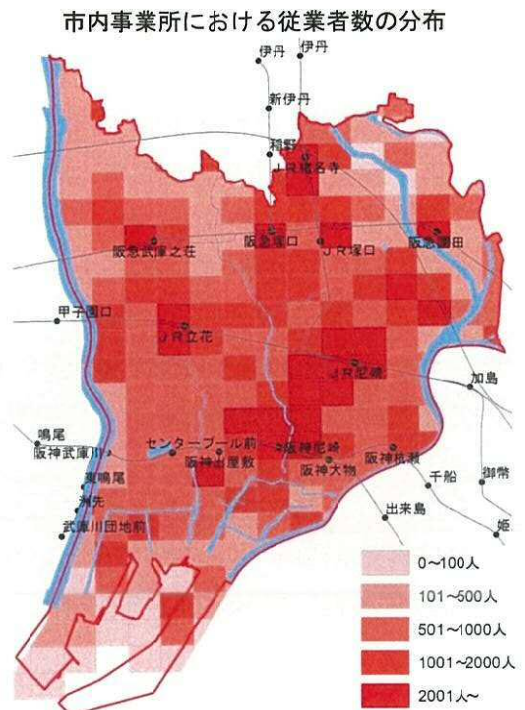 市内事業所における従業者数の分布
伊丹
伊丹
新伊丹
稲野
JR猪名寺
阪急武庫之荘
阪急塚口
JR塚口
阪急園田
甲子園口
JR立花
JR尼崎
加島
鳴尾
阪神武庫川
センタープール前
阪神出屋敷
阪神尼崎
阪神大物
阪神杭瀬
東鳴尾
洲先
千船
御幣
武庫川団地前
出来島
姫
0~100人
101~500人
501~1000人
1001~2000人
2001人~